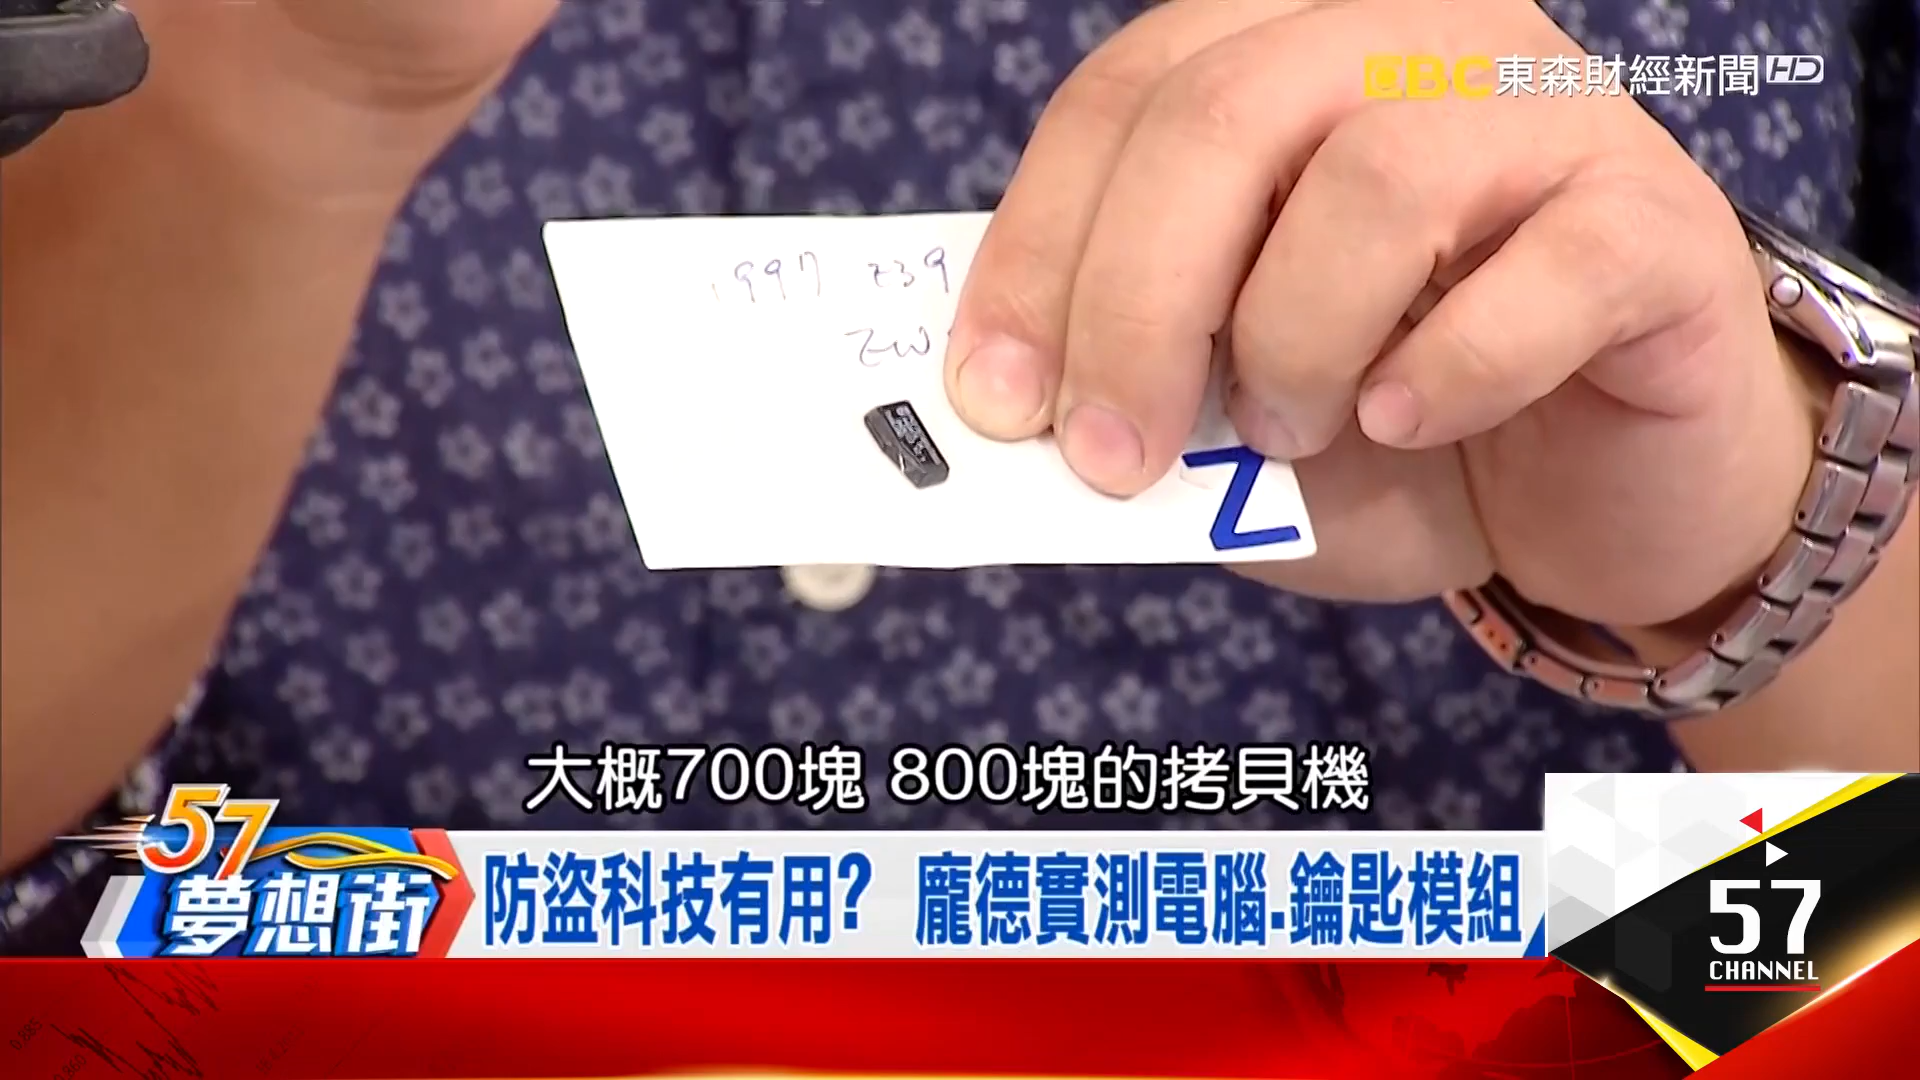 EBC東森財經新聞HD
1997 z39
ZW
Z
大概700塊 800塊的拷貝機
57夢想街
防盜科技有用? 龐德實測電腦.鑰匙模組
57
CHANNEL